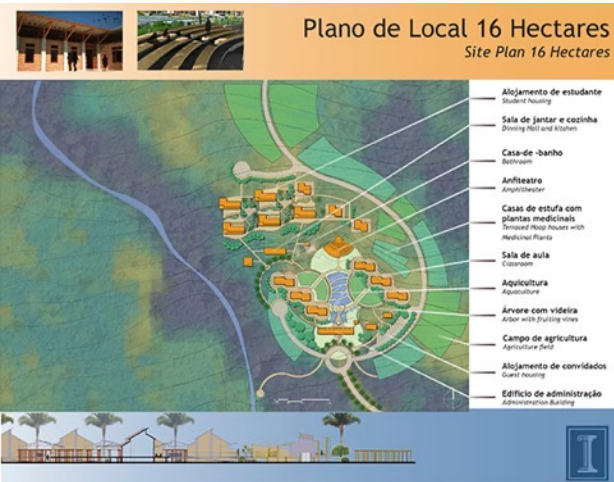 Plano de Local 16 Hectares
Site Plan 16 Hectares
Alojamento de estudante
Student housing
Sala de jantar e cozinha
Dinning Hall and kitchen
Casa-de -banho
Bathroom
Anfiteatro
Amphitheater
Casas de estufa com
plantas medicinais
Terraced Hoop houses with
Medicinal Plants
Sala de aula
Classroom
Aquicultura
Aquaculture
Árvore com videira
Arbor with fruiting vines
Campo de agricultura
Agriculture field
Alojamento de convidados
Guest housing
Edifício de administração
Administration Building
I